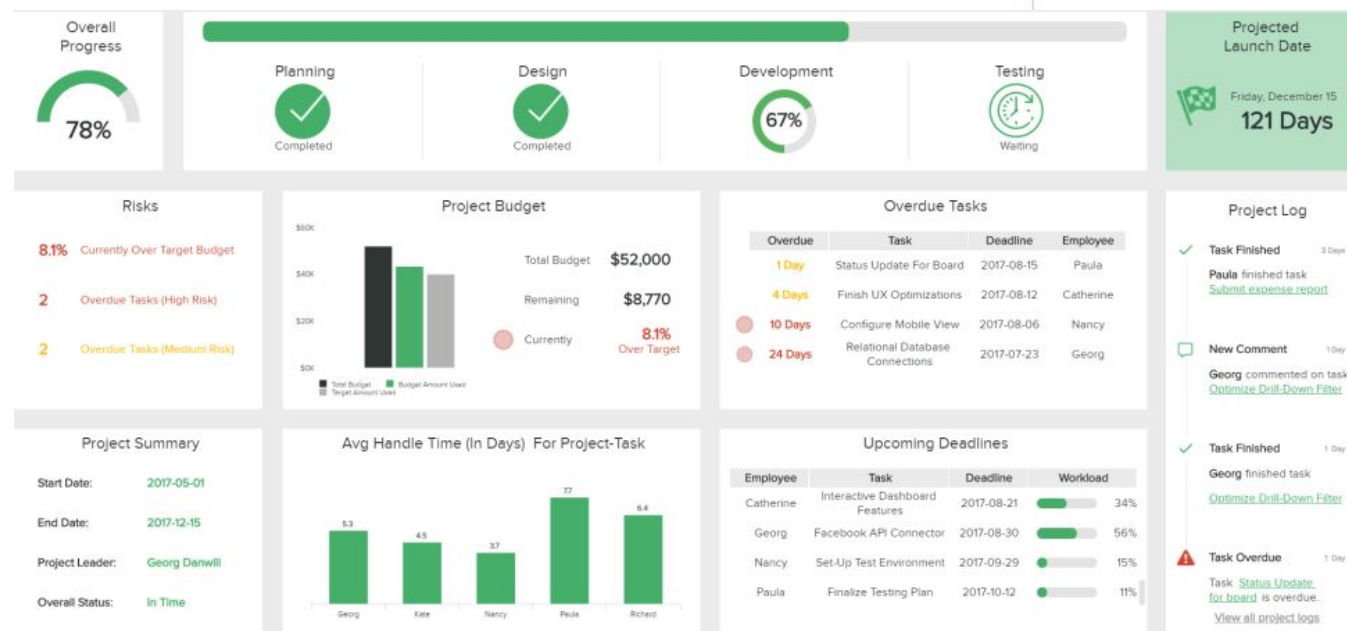 Overall
Progress
78%
Planning
Completed
Design
Completed
Development
67%
Testing
Waiting
Projected
Launch Date
Friday, December 15
121 Days
Risks
8.1% Currently Over Target Budget
2 Overdue Tasks (High Risk)
2 Overdue Tasks (Medium Risk)
Project Budget
$60K
$40K
$20K
$0K
Total Budget Budget Amount Used
Target Amount Used
Total Budget $52,000
Remaining $8,770
Currently 8.1%
Over Target
Overdue Tasks
Overdue Task Deadline Employee
1 Day Status Update For Board 2017-08-15 Paula
4 Days Finish UX Optimizations 2017-08-12 Catherine
10 Days Configure Mobile View 2017-08-06 Nancy
24 Days Relational Database
Connections 2017-07-23 Georg
Project Log
Task Finished 3 Days
Paula finished task
Submit expense report
New Comment 1 Day
Georg commented on task
Optimize Drill-Down Filter
Task Finished 1 Day
Georg finished task
Optimize Drill-Down Filter
Task Overdue 1 Day
Task Status Update
for board is overdue.
View all project logs
Project Summary
Start Date: 2017-05-01
End Date: 2017-12-15
Project Leader: Georg Danwill
Overall Status: In Time
Avg Handle Time (In Days) For Project-Task
5.3
4.5
3.7
7.7
6.4
Georg Kate Nancy Paula Richard
Upcoming Deadlines
Employee Task Deadline Workload
Catherine Interactive Dashboard
Features 2017-08-21 34%
Georg Facebook API Connector 2017-08-30 56%
Nancy Set-Up Test Environment 2017-09-29 15%
Paula Finalize Testing Plan 2017-10-12 11%